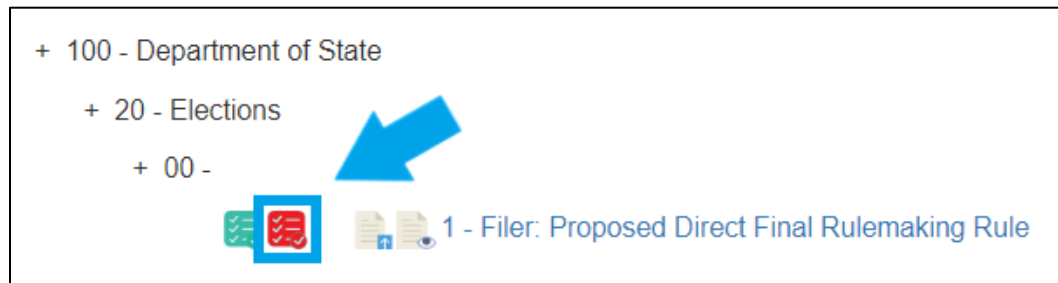 + 100 - Department of State
+ 20 - Elections
+ 00 -
1 - Filer: Proposed Direct Final Rulemaking Rule